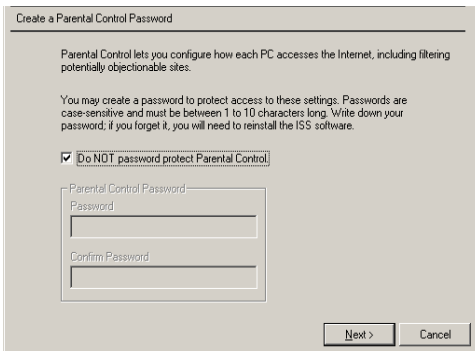 Create a Parental Control Password
Parental Control lets you configure how each PC accesses the Internet, including filtering
potentially objectionable sites.
You may create a password to protect access to these settings. Passwords are
case-sensitive and must be between 1 to 10 characters long. Write down your
password; if you forget it, you will need to reinstall the ISS software.
Do NOT password protect Parental Control.
Parental Control Password
Password
Confirm Password
Next >
Cancel